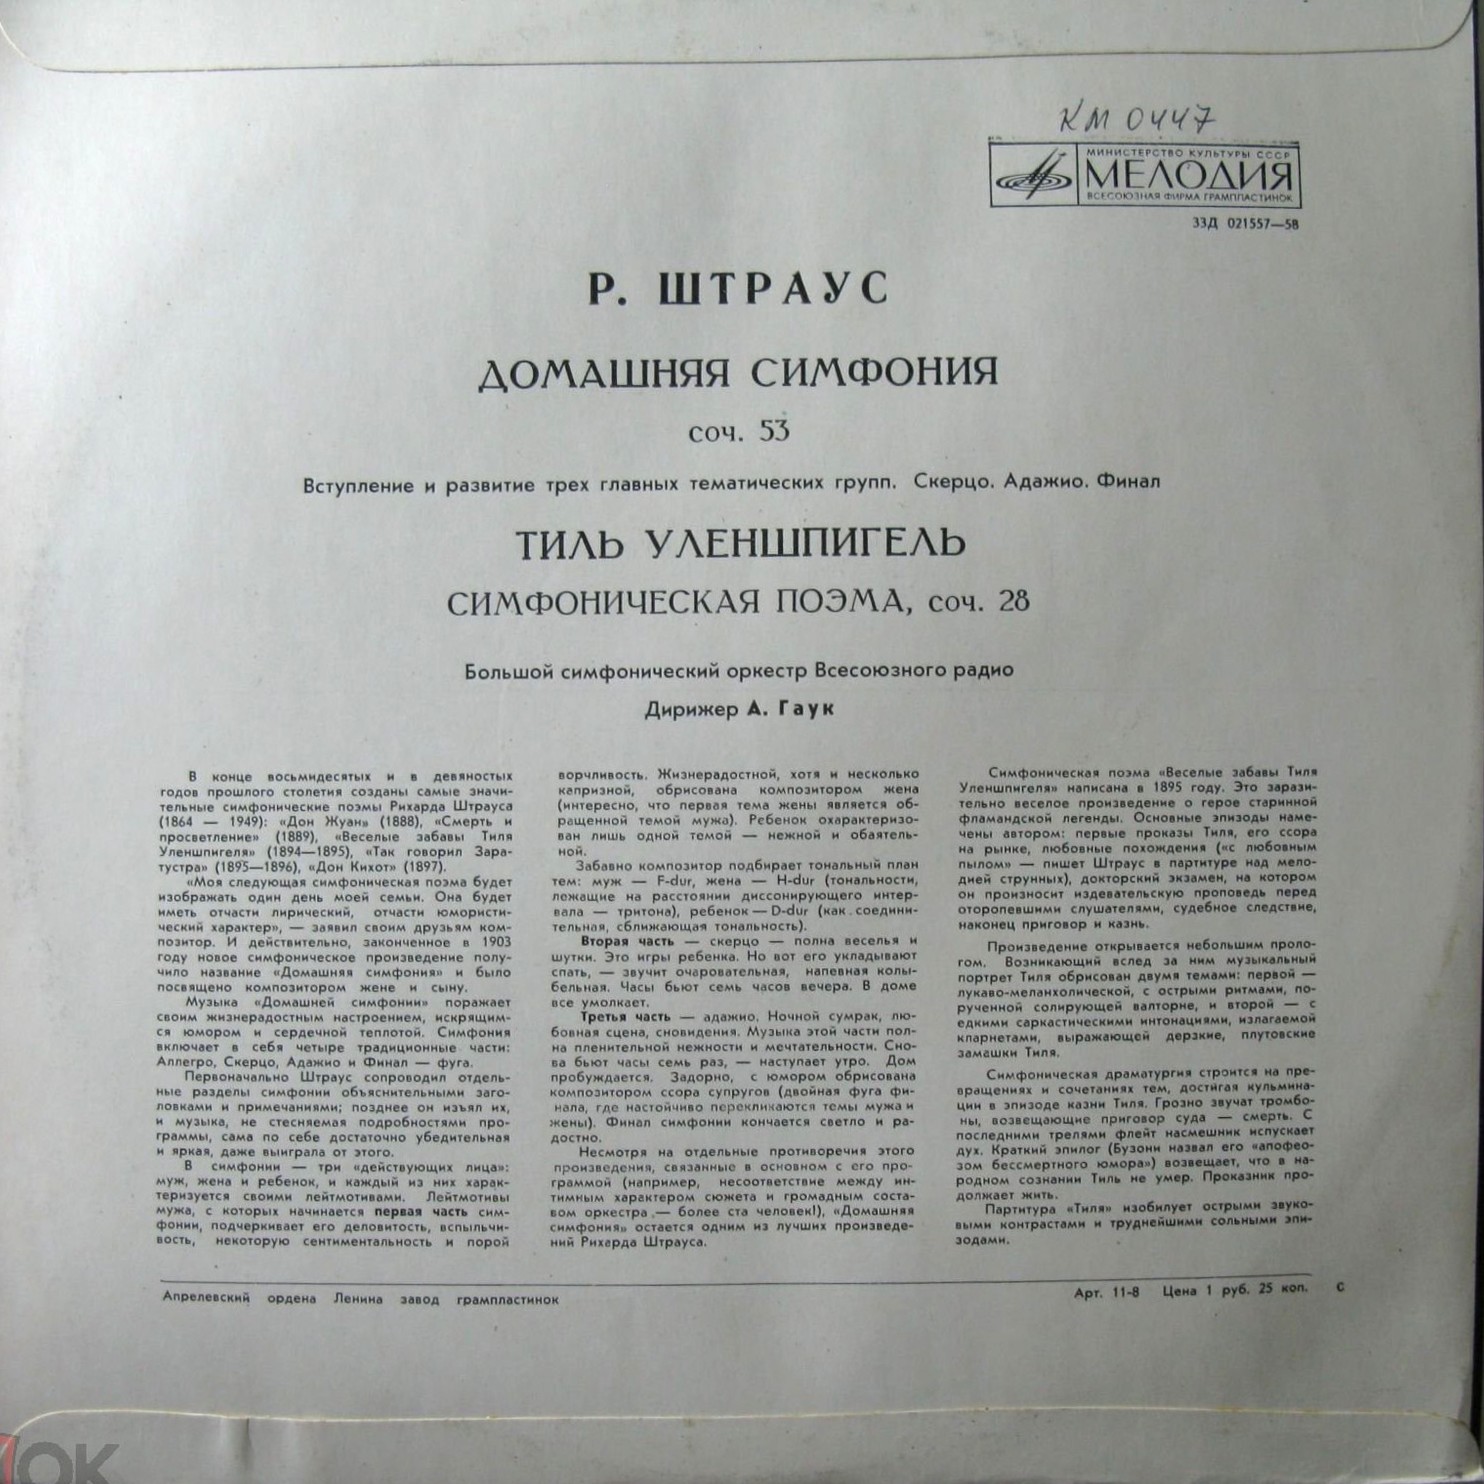 КМ 0447
МИНИСТЕРСТВО КУЛЬТУРЫ СССР
МЕЛОДИЯ
ВСЕСОЮЗНАЯ ФИРМА ГРАМПЛАСТИНОК
33Д 021557—58
Р. ШТРАУС
ДОМАШНЯЯ СИМФОНИЯ
соч. 53
Вступление и развитие трех главных тематических групп. Скерцо. Адажио. Финал
ТИЛЬ УЛЕНШПИГЕЛЬ
СИМФОНИЧЕСКАЯ ПОЭМА, соч. 28
Большой симфонический оркестр Всесоюзного радио
Дирижер А. Гаук
В конце восьмидесятых и в девяностых
годов прошлого столетия созданы самые значи-
тельные симфонические поэмы Рихарда Штрауса
(1864 — 1949): «Дон Жуан» (1888), «Смерть и
просветление» (1889), «Веселые забавы Тиля
Уленшпигеля» (1894—1895), «Так говорил Зара-
тустра» (1895—1896), «Дон Кихот» (1897).
«Моя следующая симфоническая поэма будет
изображать один день моей семьи. Она будет
иметь отчасти лирический, отчасти юмористи-
ческий характер», — заявил своим друзьям ком-
позитор. И действительно, законченное в 1903
году новое симфоническое произведение полу-
чило название «Домашняя симфония» и было
посвящено композитором жене и сыну.
Музыка «Домашней симфонии» поражает
своим жизнерадостным настроением, искрящим-
ся юмором и сердечной теплотой. Симфония
включает в себя четыре традиционные части:
Аллегро, Скерцо, Адажио и Финал — фуга.
Первоначально Штраус сопроводил отдель-
ные разделы симфонии объяснительными заго-
ловками и примечаниями; позднее он изъял их,
и музыка, не стесняемая подробностями про-
граммы, сама по себе достаточно убедительная
и яркая, даже выиграла от этого.
В симфонии — три «действующих лица»:
муж, жена и ребенок, и каждый из них харак-
теризуется своими лейтмотивами. Лейтмотивы
мужа, с которых начинается первая часть сим-
фонии, подчеркивает его деловитость, вспыльчи-
вость, некоторую сентиментальность и порой
ворчливость. Жизнерадостной, хотя и несколько
капризной, обрисована композитором жена
(интересно, что первая тема жены является об-
ращенной темой мужа). Ребенок охарактеризо-
ван лишь одной темой — нежной и обаятель-
ной.
Забавно композитор подбирает тональный план
тем: муж — F-dur, жена — H-dur (тональности,
лежащие на расстоянии диссонирующего интер-
вала — тритона), ребенок — D-dur (как соедини-
тельная, сближающая тональность).
Вторая часть — скерцо — полна веселья и
шутки. Это игры ребенка. Но вот его укладывают
спать, — звучит очаровательная, напевная колы-
бельная. Часы бьют семь часов вечера. В доме
все умолкает.
Третья часть — адажио. Ночной сумрак, лю-
бовная сцена, сновидения. Музыка этой части пол-
на пленительной нежности и мечтательности. Сно-
ва бьют часы семь раз, — наступает утро. Дом
пробуждается. Задорно, с юмором обрисована
композитором ссора супругов (двойная фуга фи-
нала, где настойчиво перекликаются темы мужа и
жены). Финал симфонии кончается светло и ра-
достно.
Несмотря на отдельные противоречия этого
произведения, связанные в основном с его про-
граммой (например, несоответствие между ин-
тимным характером сюжета и громадным соста-
вом оркестра — более ста человек!), «Домашняя
симфония» остается одним из лучших произведе-
ний Рихарда Штрауса.
Симфоническая поэма «Веселые забавы Тиля
Уленшпигеля» написана в 1895 году. Это зарази-
тельно веселое произведение о герое старинной
фламандской легенды. Основные эпизоды наме-
чены автором: первые проказы Тиля, его ссора
на рынке, любовные похождения («с любовным
пылом» — пишет Штраус в партитуре над мело-
дией струнных), докторский экзамен, на котором
он произносит издевательскую проповедь перед
оторопевшими слушателями, судебное следствие,
наконец приговор и казнь.
Произведение открывается небольшим проло-
гом. Возникающий вслед за ним музыкальный
портрет Тиля обрисован двумя темами: первой —
лукаво-меланхолической, с острыми ритмами, по-
рученной солирующей валторне, и второй — с
едкими саркастическими интонациями, излагаемой
кларнетами, выражающей дерзкие, плутовские
замашки Тиля.
Симфоническая драматургия строится на пре-
вращениях и сочетаниях тем, достигая кульмина-
ции в эпизоде казни Тиля. Грозно звучат тромбо-
ны, возвещающие приговор суда — смерть. С
последними трелями флейт насмешник испускает
дух. Краткий эпилог (Бузони назвал его «апофео-
зом бессмертного юмора») возвещает, что в на-
родном сознании Тиль не умер. Проказник про-
должает жить.
Партитура «Тиля» изобилует острыми звуко-
выми контрастами и труднейшими сольными эпи-
зодами.
Апрелевский ордена Ленина завод грампластинок
Арт. 11-8 Цена 1 руб. 25 коп. С
ОК